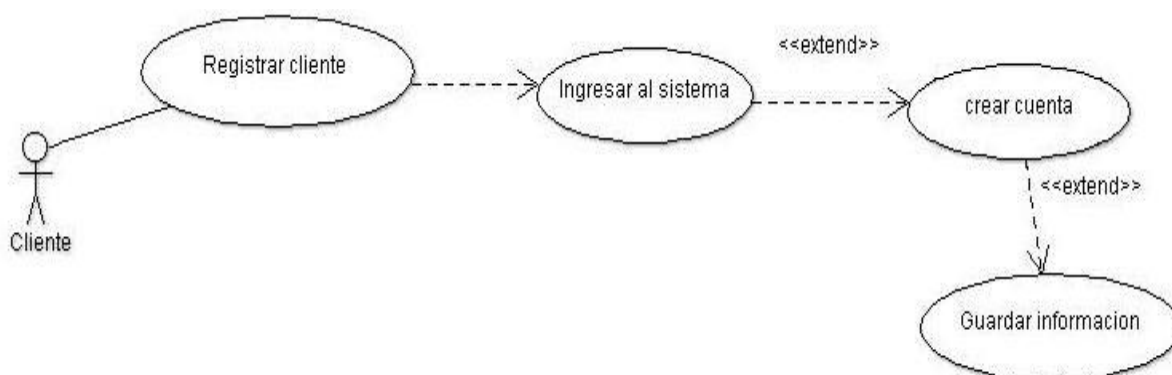 Registrar cliente
Ingresar al sistema
<<extend>>
crear cuenta
<<extend>>
Cliente
Guardar informacion